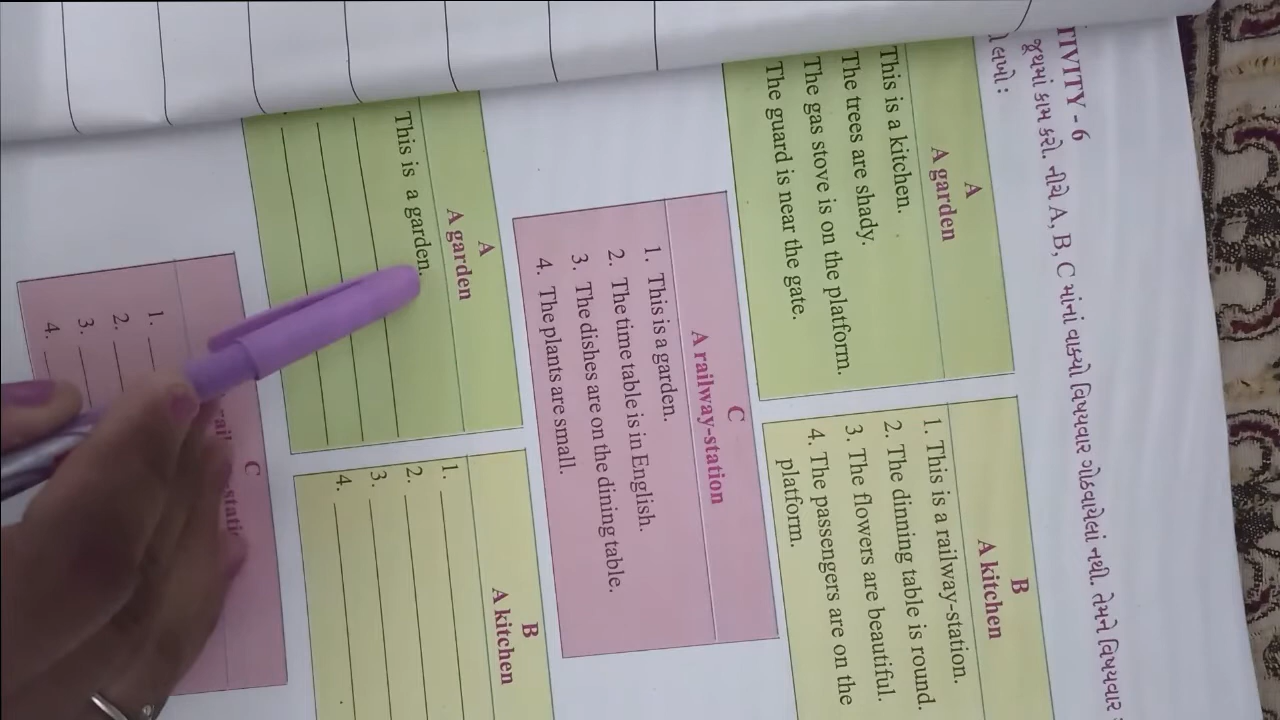 TIVITY - 6
જૂથમાં કામ કરો. નીચે A, B, C માંનાં વાક્યો વિષયવાર ગોઠવાયેલાં નથી. તેમને વિષયવાર
લખો :
A
A garden
This is a kitchen.
The trees are shady.
The gas stove is on the platform.
The guard is near the gate.
B
A kitchen
1. This is a railway-station.
2. The dinning table is round.
3. The flowers are beautiful.
4. The passengers are on the
platform.
C
A railway-station
1. This is a garden.
2. The time table is in English.
3. The dishes are on the dining table.
4. The plants are small.
A
A garden
This is a garden.
B
A kitchen
1.
2.
3.
4.
C
1.
2.
3.
4.